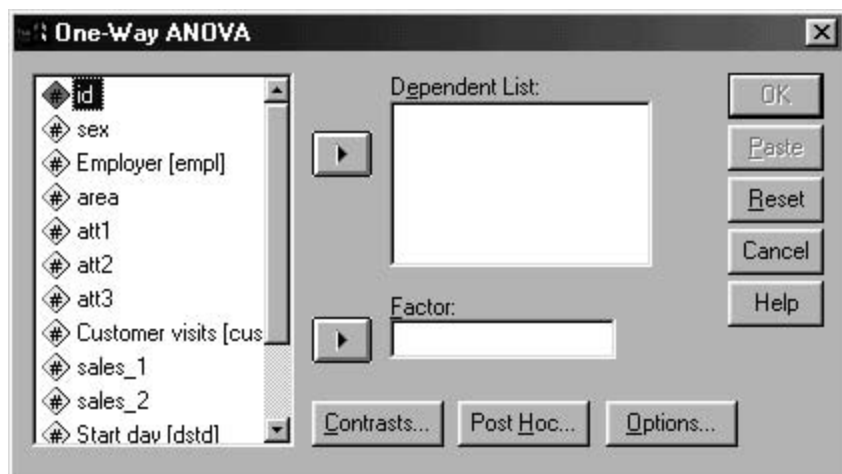 One-Way ANOVA
id
sex
Employer [empl]
area
att1
att2
att3
Customer visits [cus
sales_1
sales_2
Start day [dstd]
Dependent List:
Factor:
Contrasts...
Post Hoc...
Options...
OK
Paste
Reset
Cancel
Help